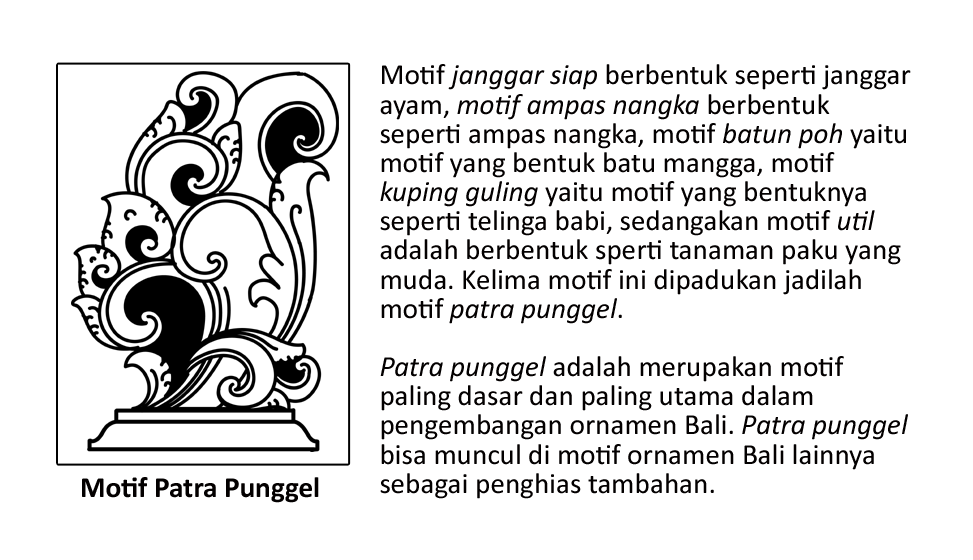 Motif janggar siap berbentuk seperti janggar
ayam, motif ampas nangka berbentuk
seperti ampas nangka, motif batun poh yaitu
motif yang bentuk batu mangga, motif
kuping guling yaitu motif yang bentuknya
seperti telinga babi, sedangakan motif util
adalah berbentuk sperti tanaman paku yang
muda. Kelima motif ini dipadukan jadilah
motif patra punggel.
Patra punggel adalah merupakan motif
paling dasar dan paling utama dalam
pengembangan ornamen Bali. Patra punggel
bisa muncul di motif ornamen Bali lainnya
sebagai penghias tambahan.
Motif Patra Punggel